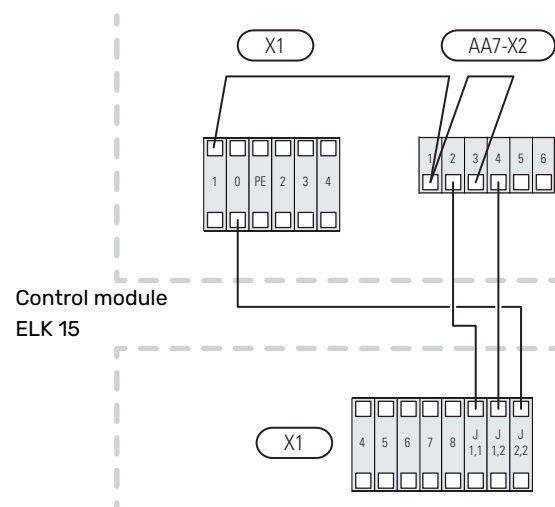 X1 AA7-X2
1 0 PE 2 3 4
1 2 3 4 5 6
Control module
ELK 15
X1
4 5 6 7 8 J 1,1 J 1,2 J 2,2